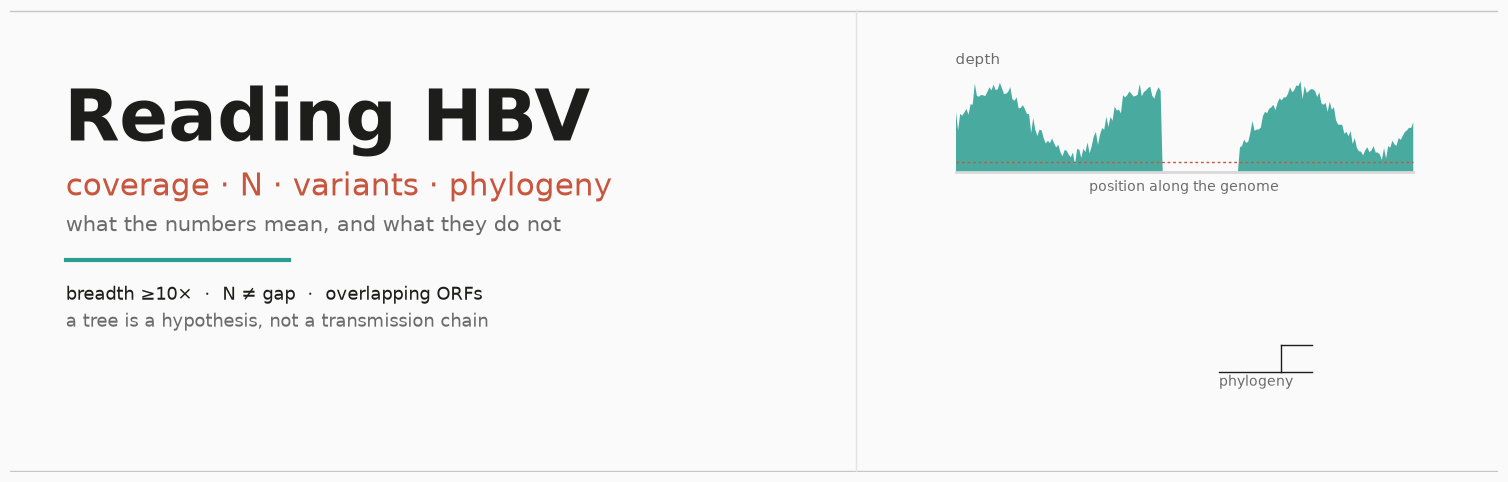 Reading HBV
coverage · N · variants · phylogeny
what the numbers mean, and what they do not
breadth ≥10× · N ≠ gap · overlapping ORFs
a tree is a hypothesis, not a transmission chain
depth
position along the genome
phylogeny